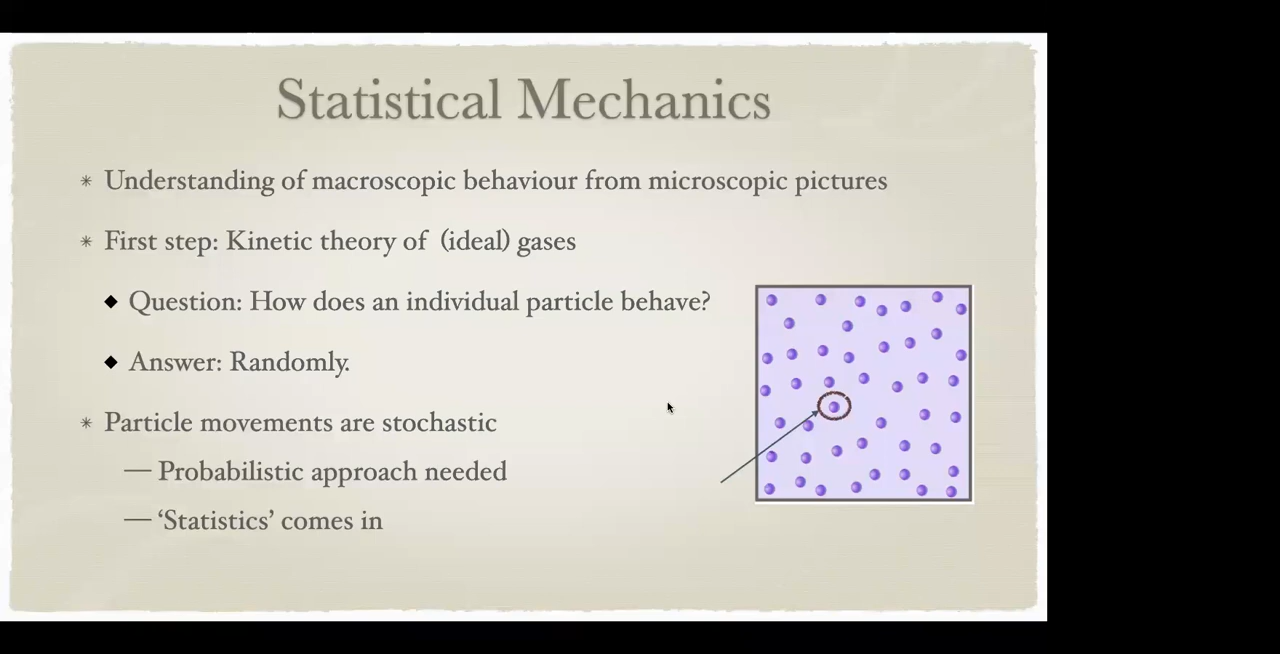 Statistical Mechanics
Understanding of macroscopic behaviour from microscopic pictures
First step: Kinetic theory of (ideal) gases
Question: How does an individual particle behave?
Answer: Randomly.
Particle movements are stochastic
— Probabilistic approach needed
— ‘Statistics’ comes in